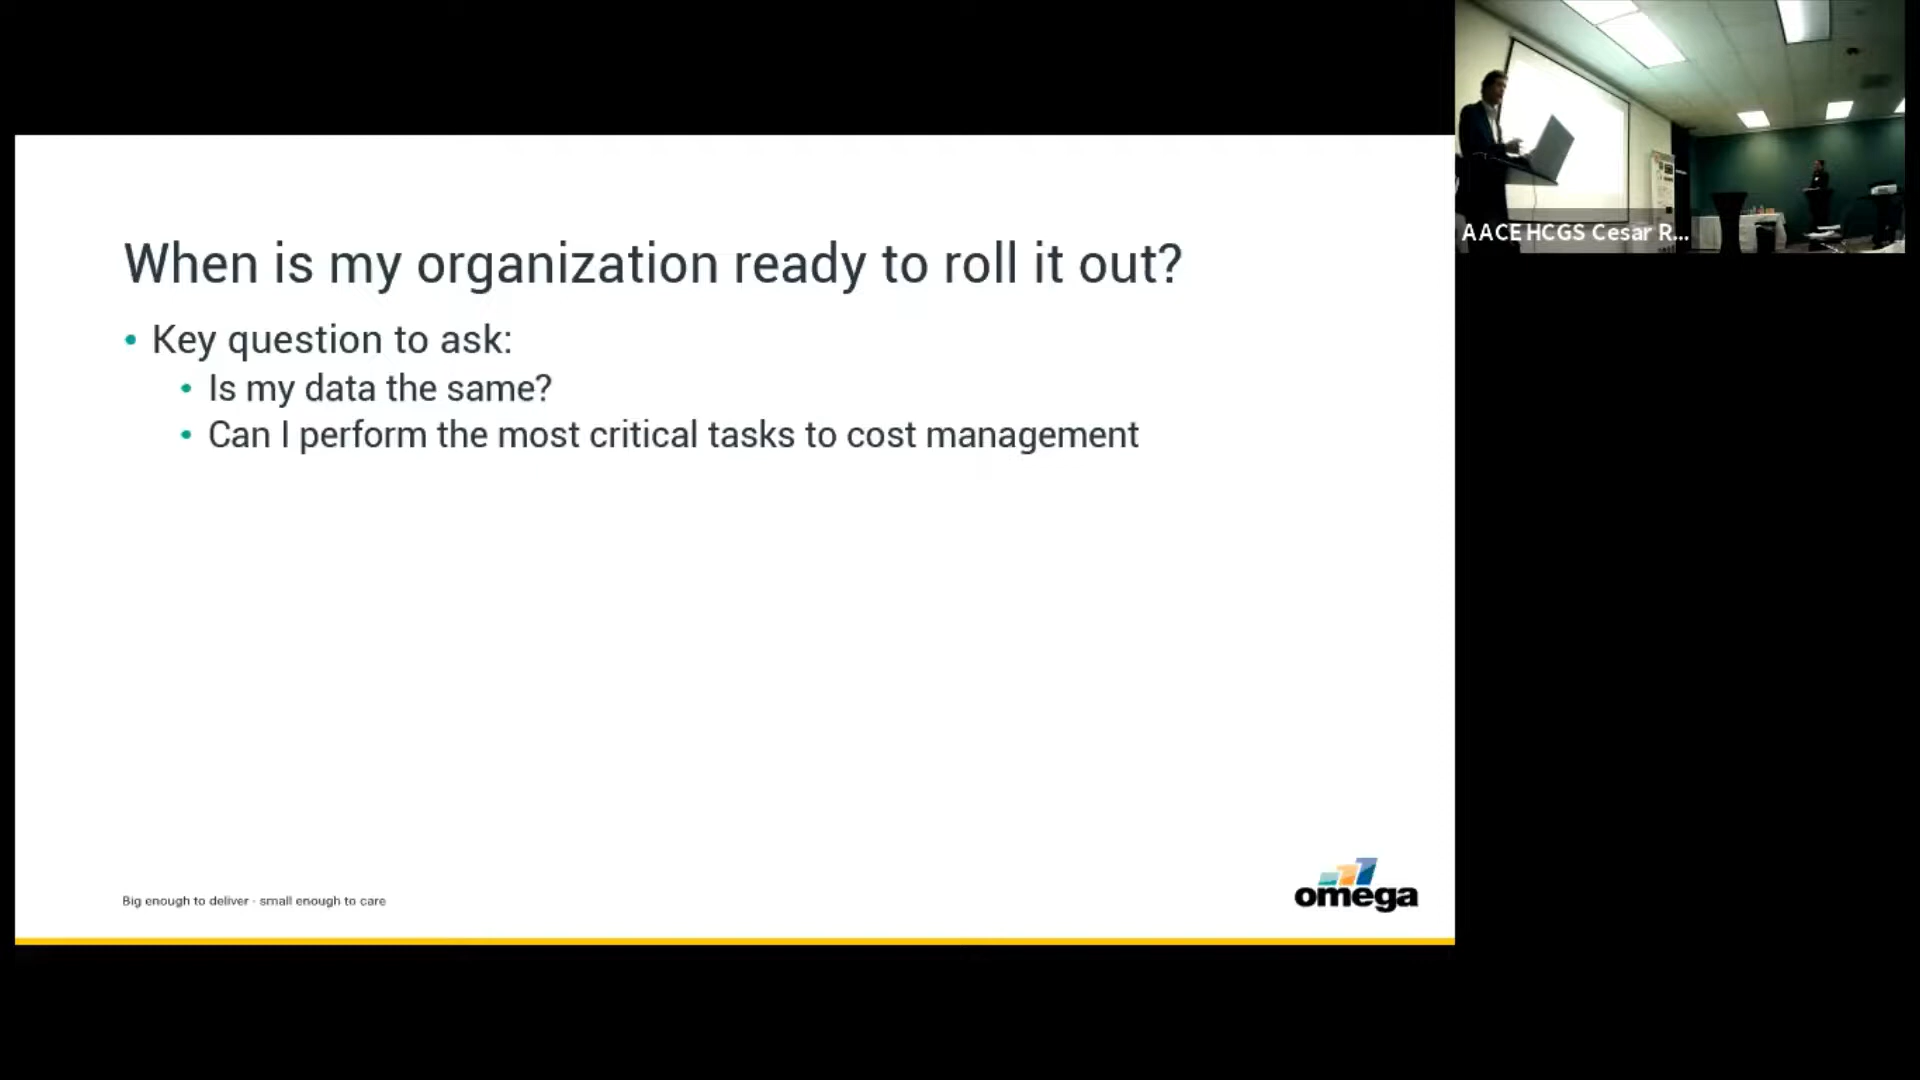 When is my organization ready to roll it out?
• Key question to ask:
• Is my data the same?
• Can I perform the most critical tasks to cost management
Big enough to deliver - small enough to care
omega
AACE HCGS Cesar R...